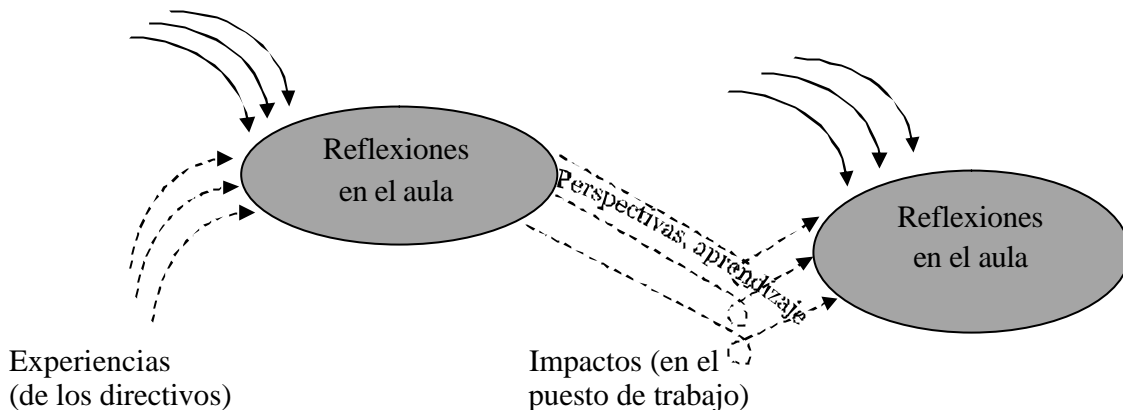 Reflexiones
en el aula
Perspectivas, aprendizaje
Reflexiones
en el aula
Experiencias
(de los directivos)
Impactos (en el
puesto de trabajo)